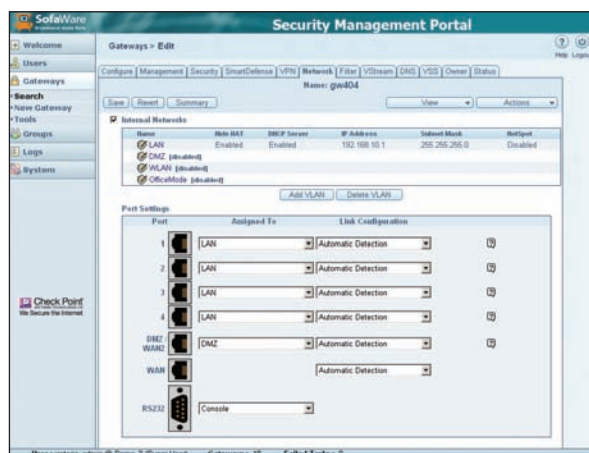 SofaWare
Security Management Portal
Welcome
Users
Gateways
Search
New Gateway
Tools
Groups
Logs
System
Gateways > Edit
Help Logout
Configure | Management | Security | SmartDefense | VPN | Network | Filter | VStream | DNS | VSS | Owner | Status
Name: gw404
Save Revert Summary View Actions
Internal Networks
Name Hide NAT DHCP Server IP Address Subnet Mask HotSpot
LAN Enabled Enabled 192.168.10.1 255.255.255.0 Disabled
DMZ [disabled]
WLAN [disabled]
OfficeMode [disabled]
Add VLAN Delete VLAN
Port Settings
Port Assigned To Link Configuration
1 LAN Automatic Detection
2 LAN Automatic Detection
3 LAN Automatic Detection
4 LAN Automatic Detection
DMZ/
WAN2 DMZ Automatic Detection
WAN Automatic Detection
RS232 Console
Check Point
We Secure the Internet.